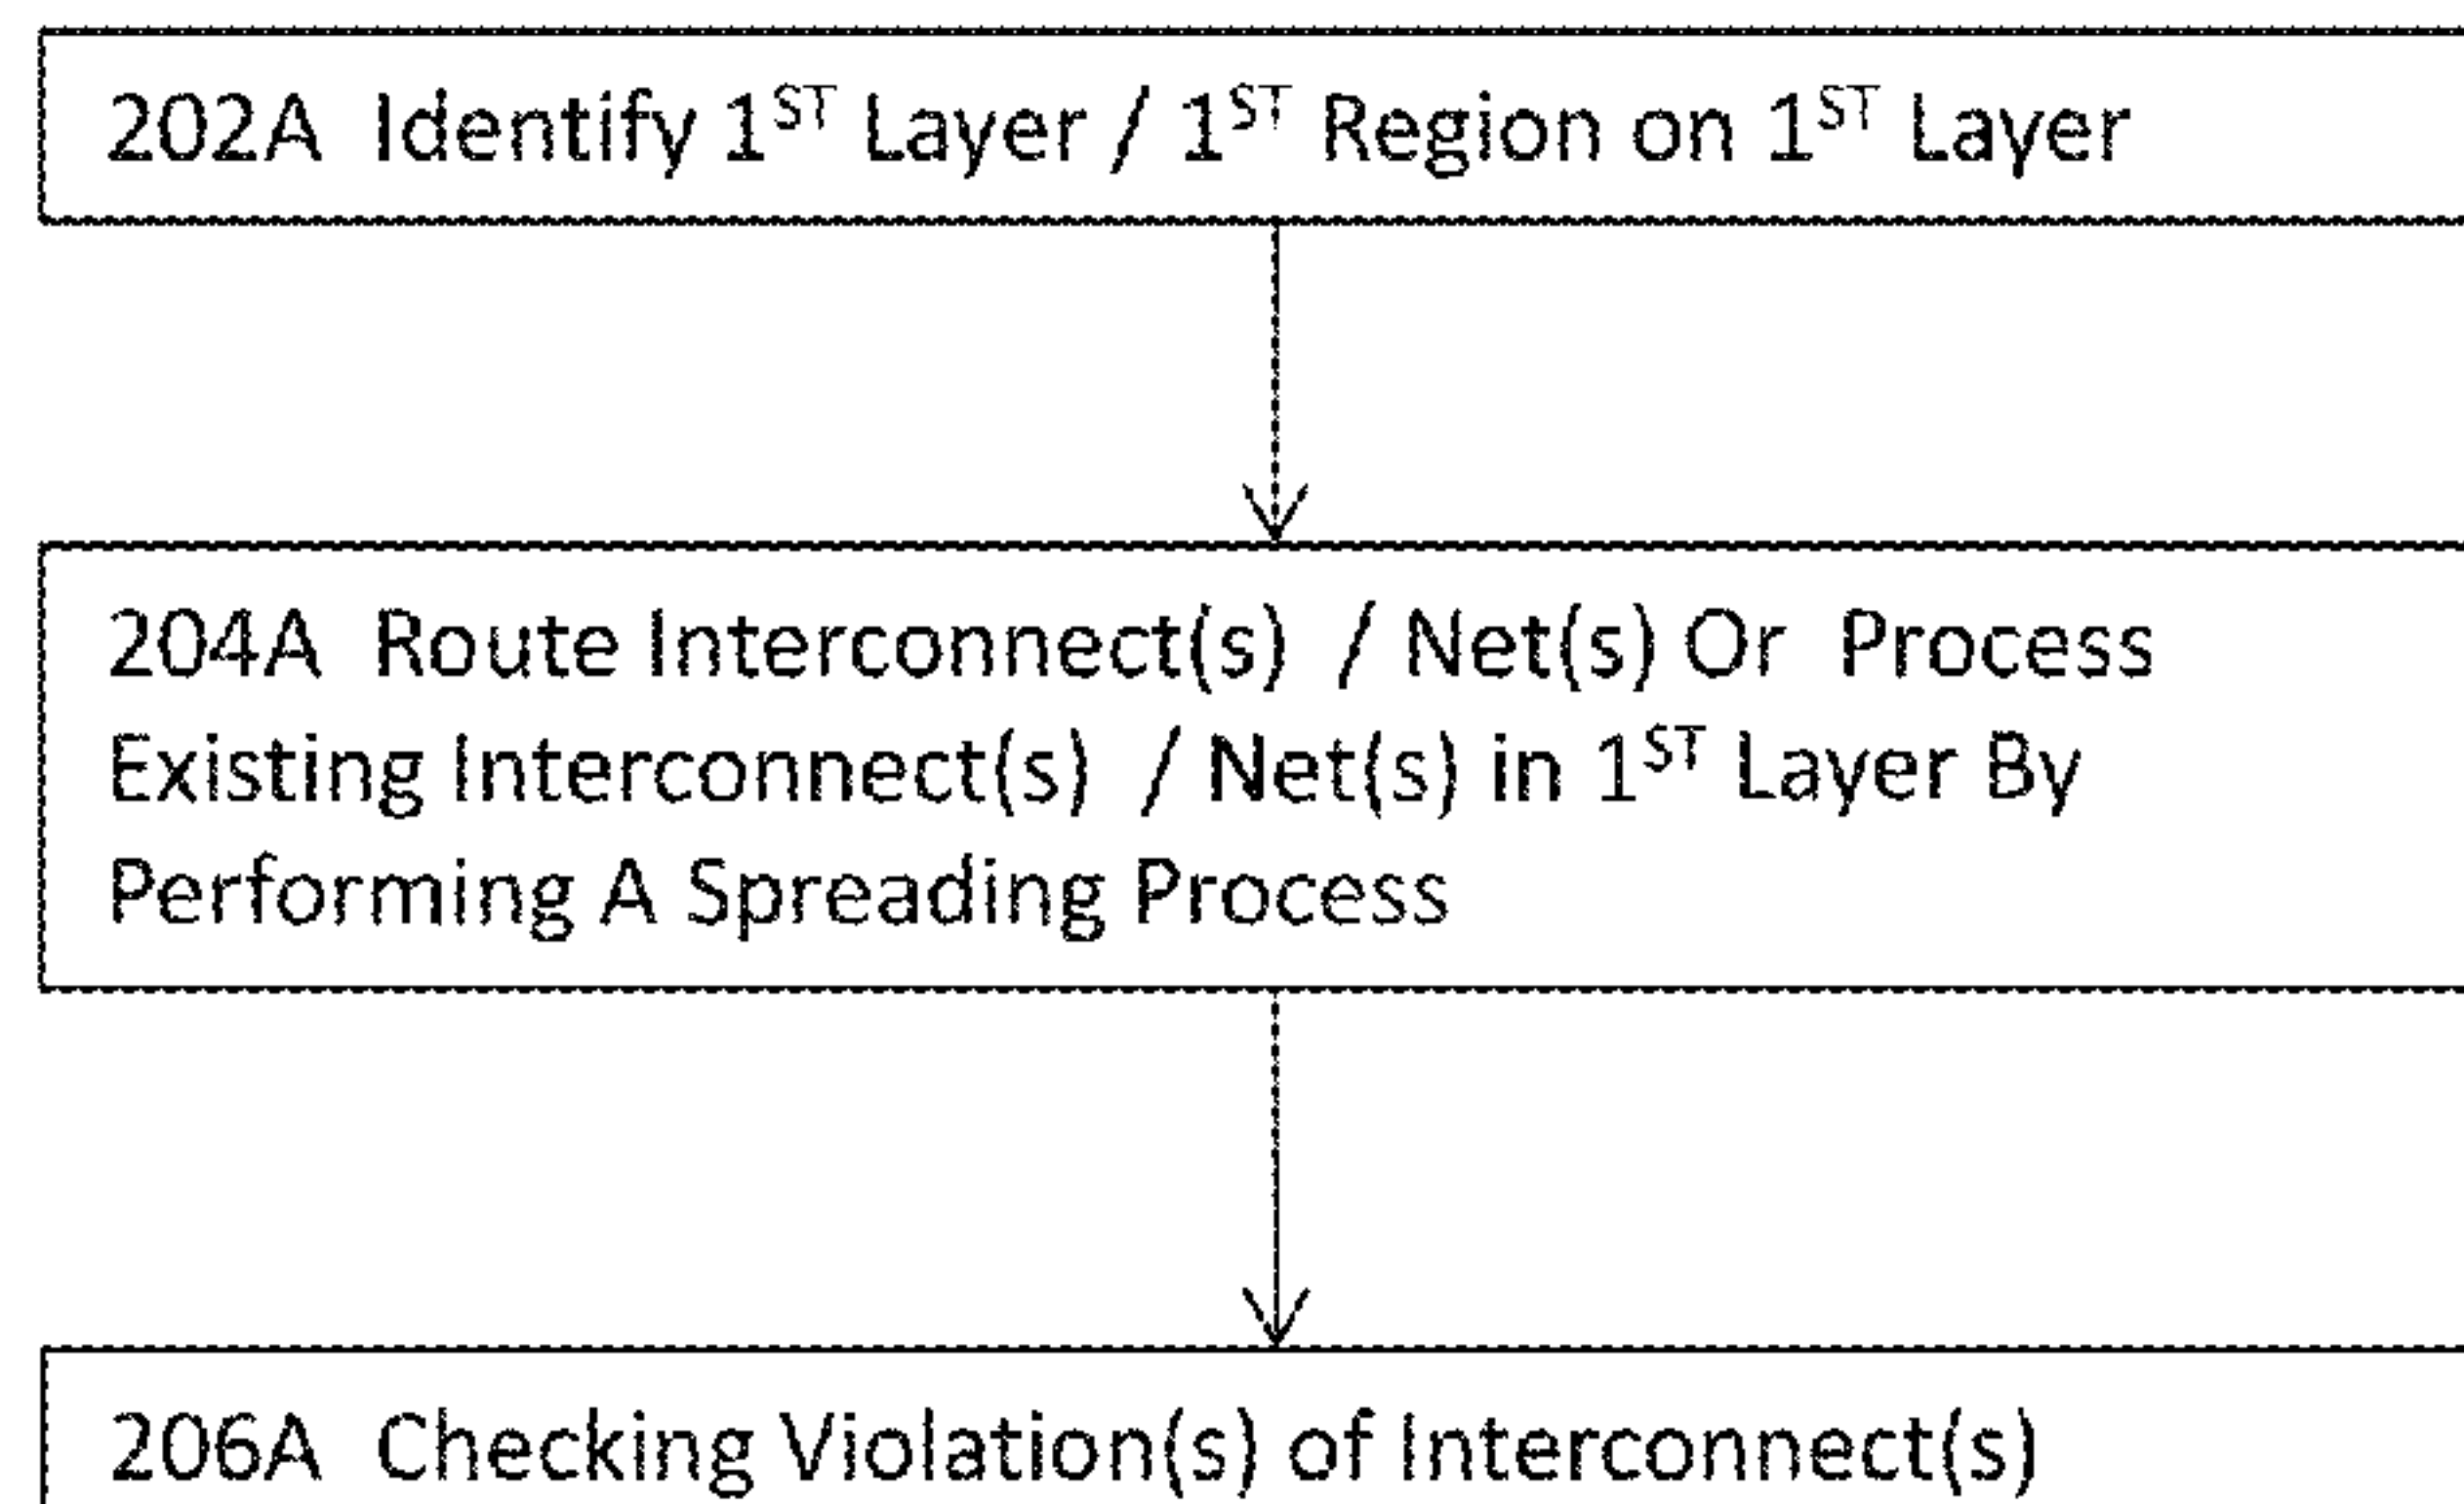 202A Identify 1ST Layer / 1ST Region on 1ST Layer
204A Route Interconnect(s) / Net(s) Or Process
Existing Interconnect(s) / Net(s) in 1ST Layer By
Performing A Spreading Process
206A Checking Violation(s) of Interconnect(s)